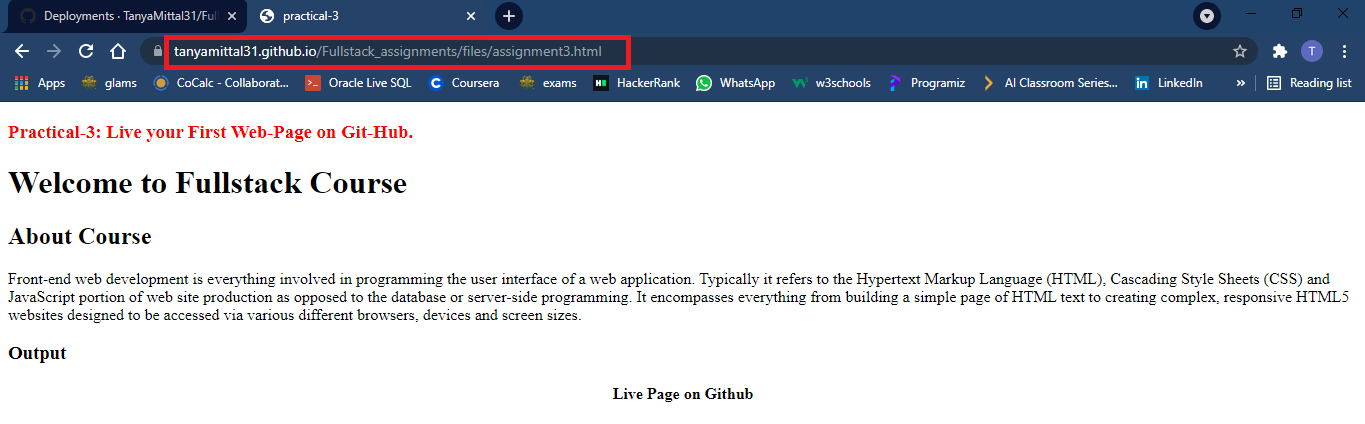 Deployments · TanyaMittal31/Full
practical-3
tanyamittal31.github.io/Fullstack_assignments/files/assignment3.html
T
Apps
glams
CoCalc - Collaborat...
Oracle Live SQL
Coursera
exams
HackerRank
WhatsApp
w3schools
Programiz
AI Classroom Series...
LinkedIn
»
Reading list
Practical-3: Live your First Web-Page on Git-Hub.
Welcome to Fullstack Course
About Course
Front-end web development is everything involved in programming the user interface of a web application. Typically it refers to the Hypertext Markup Language (HTML), Cascading Style Sheets (CSS) and
JavaScript portion of web site production as opposed to the database or server-side programming. It encompasses everything from building a simple page of HTML text to creating complex, responsive HTML5
websites designed to be accessed via various different browsers, devices and screen sizes.
Output
Live Page on Github